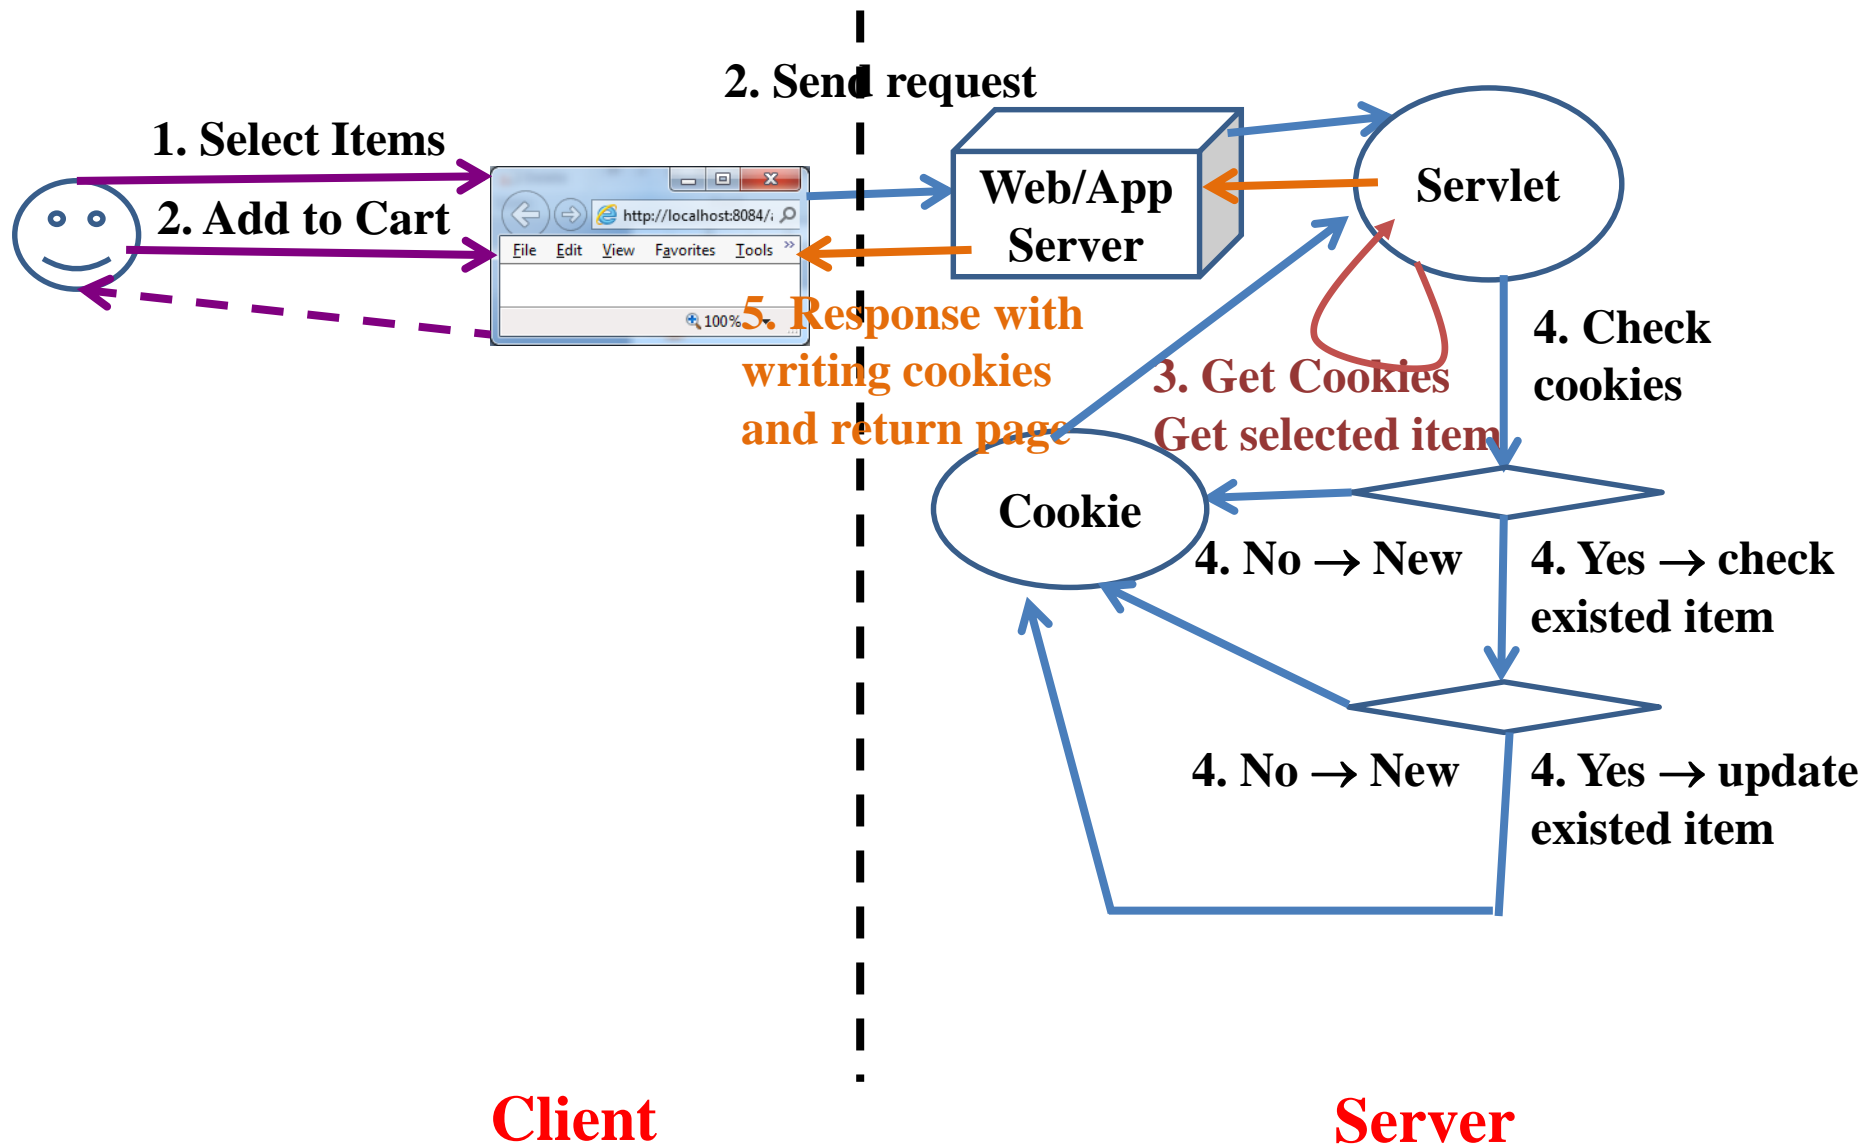 2. Send request
1. Select Items
2. Add to Cart
http://localhost:8084/
File Edit View Favorites Tools »
100%
Web/App
Server
Servlet
5. Response with
writing cookies
and return page
3. Get Cookies
Get selected item
4. Check
cookies
Cookie
4. No → New
4. Yes → check
existed item
4. No → New
4. Yes → update
existed item
Client
Server